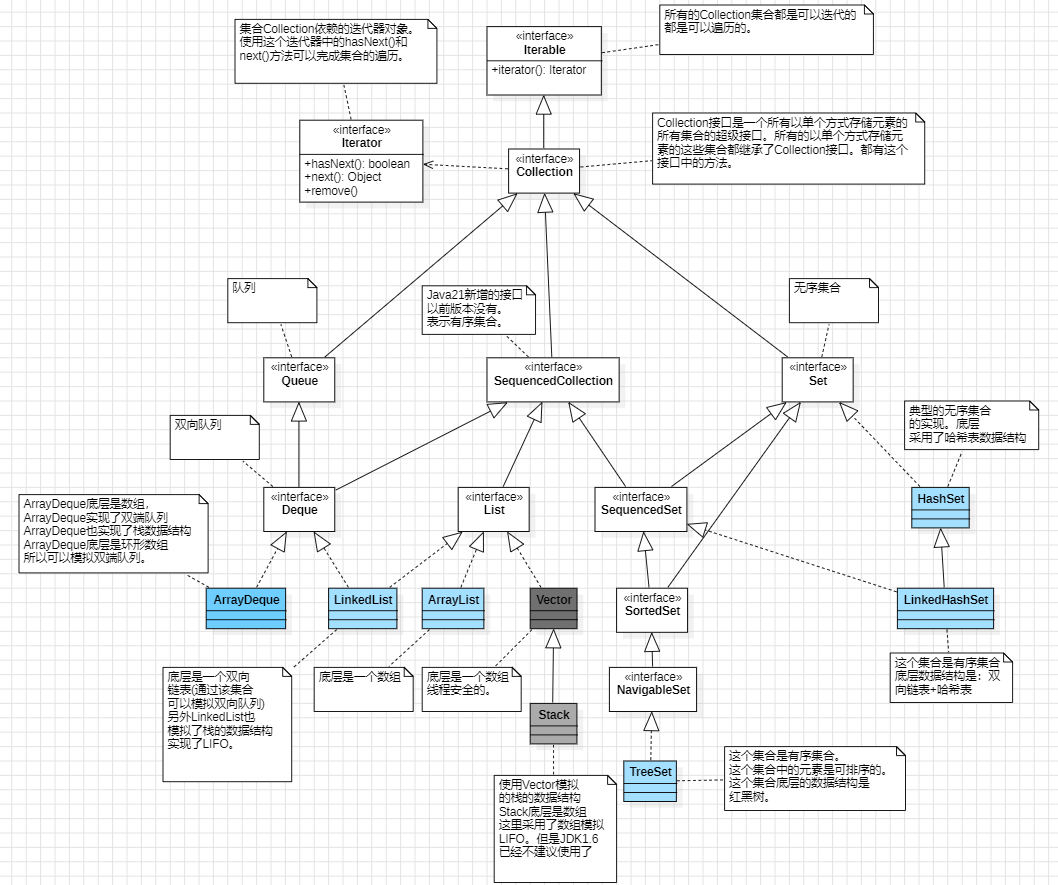 集合Collection依赖的迭代器对象。
使用这个迭代器中的hasNext()和
next()方法可以完成集合的遍历。
«interface»
Iterable
+iterator(): Iterator
所有的Collection集合都是可以迭代的
都是可以遍历的。
«interface»
Iterator
+hasNext(): boolean
+next(): Object
+remove()
«interface»
Collection
Collection接口是一个所有以单个方式存储元素的
所有集合的超级接口。所有的以单个方式存储元
素的这些集合都继承了Collection接口。都有这个
接口中的方法。
队列
Java21新增的接口
以前版本没有。
表示有序集合。
无序集合
«interface»
Queue
«interface»
SequencedCollection
«interface»
Set
双向队列
典型的无序集合
的实现。底层
采用了哈希表数据结构
ArrayDeque底层是数组，
ArrayDeque实现了双端队列
ArrayDeque也实现了栈数据结构
ArrayDeque底层是环形数组
所以可以模拟双端队列。
«interface»
Deque
«interface»
List
«interface»
SequencedSet
HashSet
ArrayDeque
LinkedList
ArrayList
Vector
«interface»
SortedSet
LinkedHashSet
底层是一个双向
链表(通过该集合
可以模拟双向队列)
另外LinkedList也
模拟了栈的数据结构
实现了LIFO。
底层是一个数组
底层是一个数组
线程安全的。
«interface»
NavigableSet
这个集合是有序集合
底层数据结构是：双
向链表+哈希表
Stack
TreeSet
这个集合是有序集合。
这个集合中的元素是可排序的。
这个集合底层的数据结构是
红黑树。
使用Vector模拟
的栈的数据结构
Stack底层是数组
这里采用了数组模拟
LIFO。但是JDK1.6
已经不建议使用了